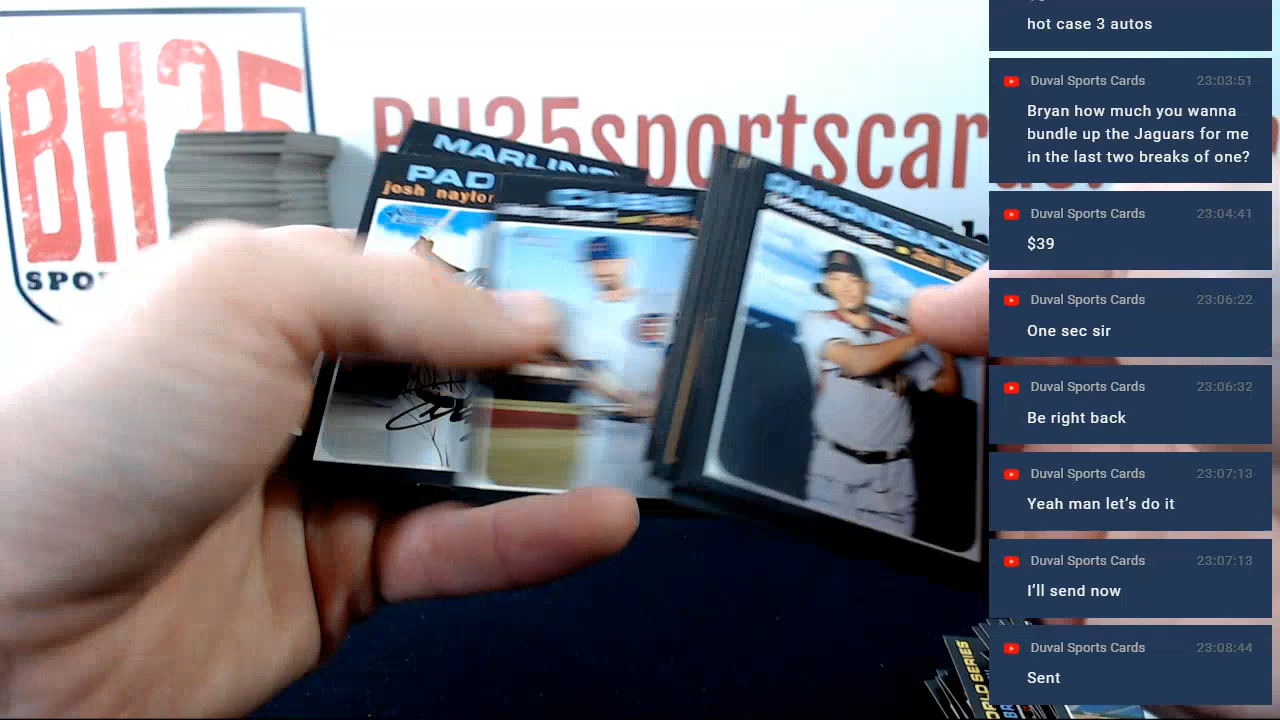 BH35
SPO
BH35sportscar
MARLINS
PAD
josh naylor
CUBS
DIAMONDBACKS
hot case 3 autos
Duval Sports Cards 23:03:51
Bryan how much you wanna
bundle up the Jaguars for me
in the last two breaks of one?
Duval Sports Cards 23:04:41
$39
Duval Sports Cards 23:06:22
One sec sir
Duval Sports Cards 23:06:32
Be right back
Duval Sports Cards 23:07:13
Yeah man let’s do it
Duval Sports Cards 23:07:13
I’ll send now
Duval Sports Cards 23:08:44
Sent
ORLD SERIES